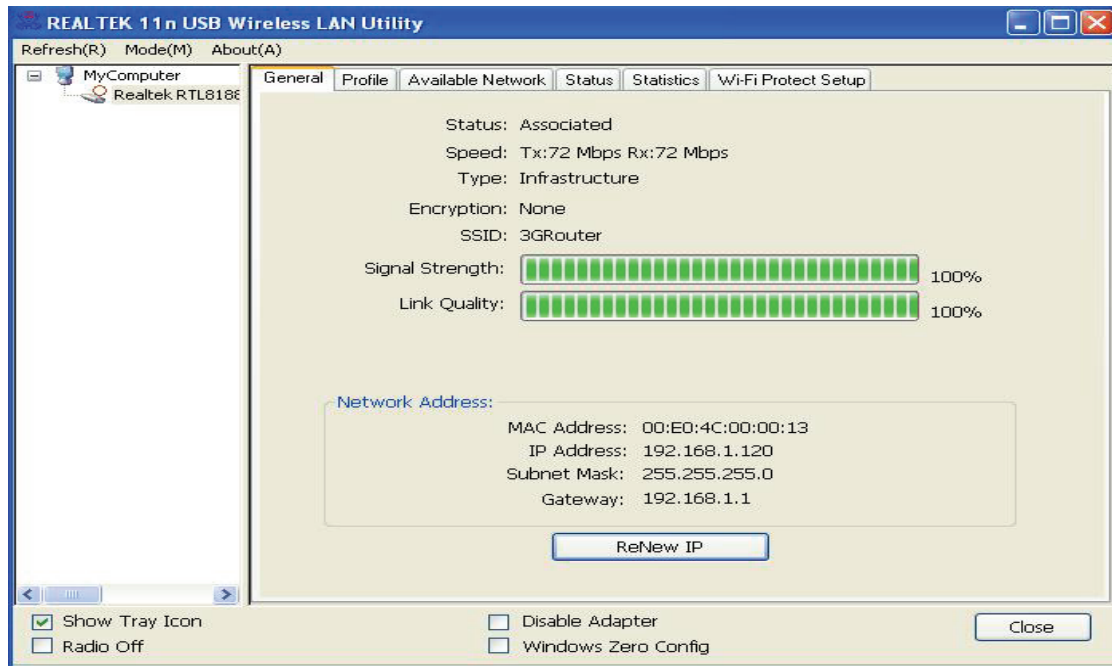 REALTEK 11n USB Wireless LAN Utility
Refresh(R) Mode(M) About(A)
MyComputer
Realtek RTL8188
General Profile Available Network Status Statistics Wi-Fi Protect Setup
Status: Associated
Speed: Tx:72 Mbps Rx:72 Mbps
Type: Infrastructure
Encryption: None
SSID: 3GRouter
Signal Strength: 100%
Link Quality: 100%
Network Address:
MAC Address: 00:E0:4C:00:00:13
IP Address: 192.168.1.120
Subnet Mask: 255.255.255.0
Gateway: 192.168.1.1
ReNew IP
Show Tray Icon Disable Adapter Close
Radio Off Windows Zero Config